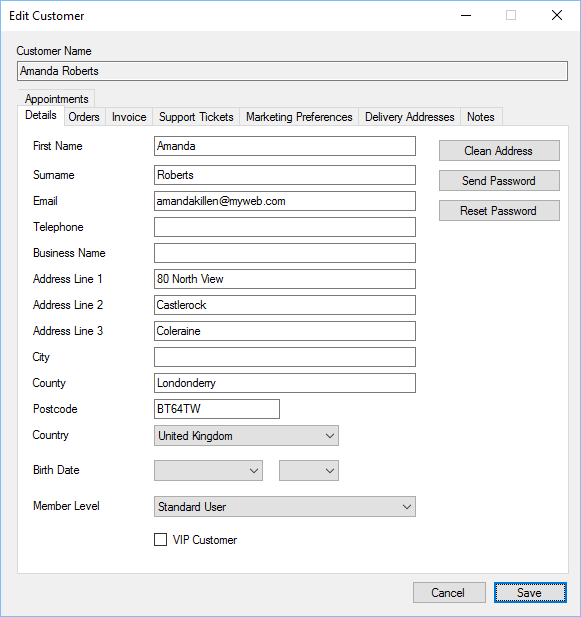 Edit Customer
Customer Name
Amanda Roberts
Appointments
Details Orders Invoice Support Tickets Marketing Preferences Delivery Addresses Notes
First Name Amanda Clean Address
Surname Roberts Send Password
Email amandakillen@myweb.com Reset Password
Telephone
Business Name
Address Line 1 80 North View
Address Line 2 Castlerock
Address Line 3 Coleraine
City
County Londonderry
Postcode BT64TW
Country United Kingdom
Birth Date
Member Level Standard User
VIP Customer
Cancel Save